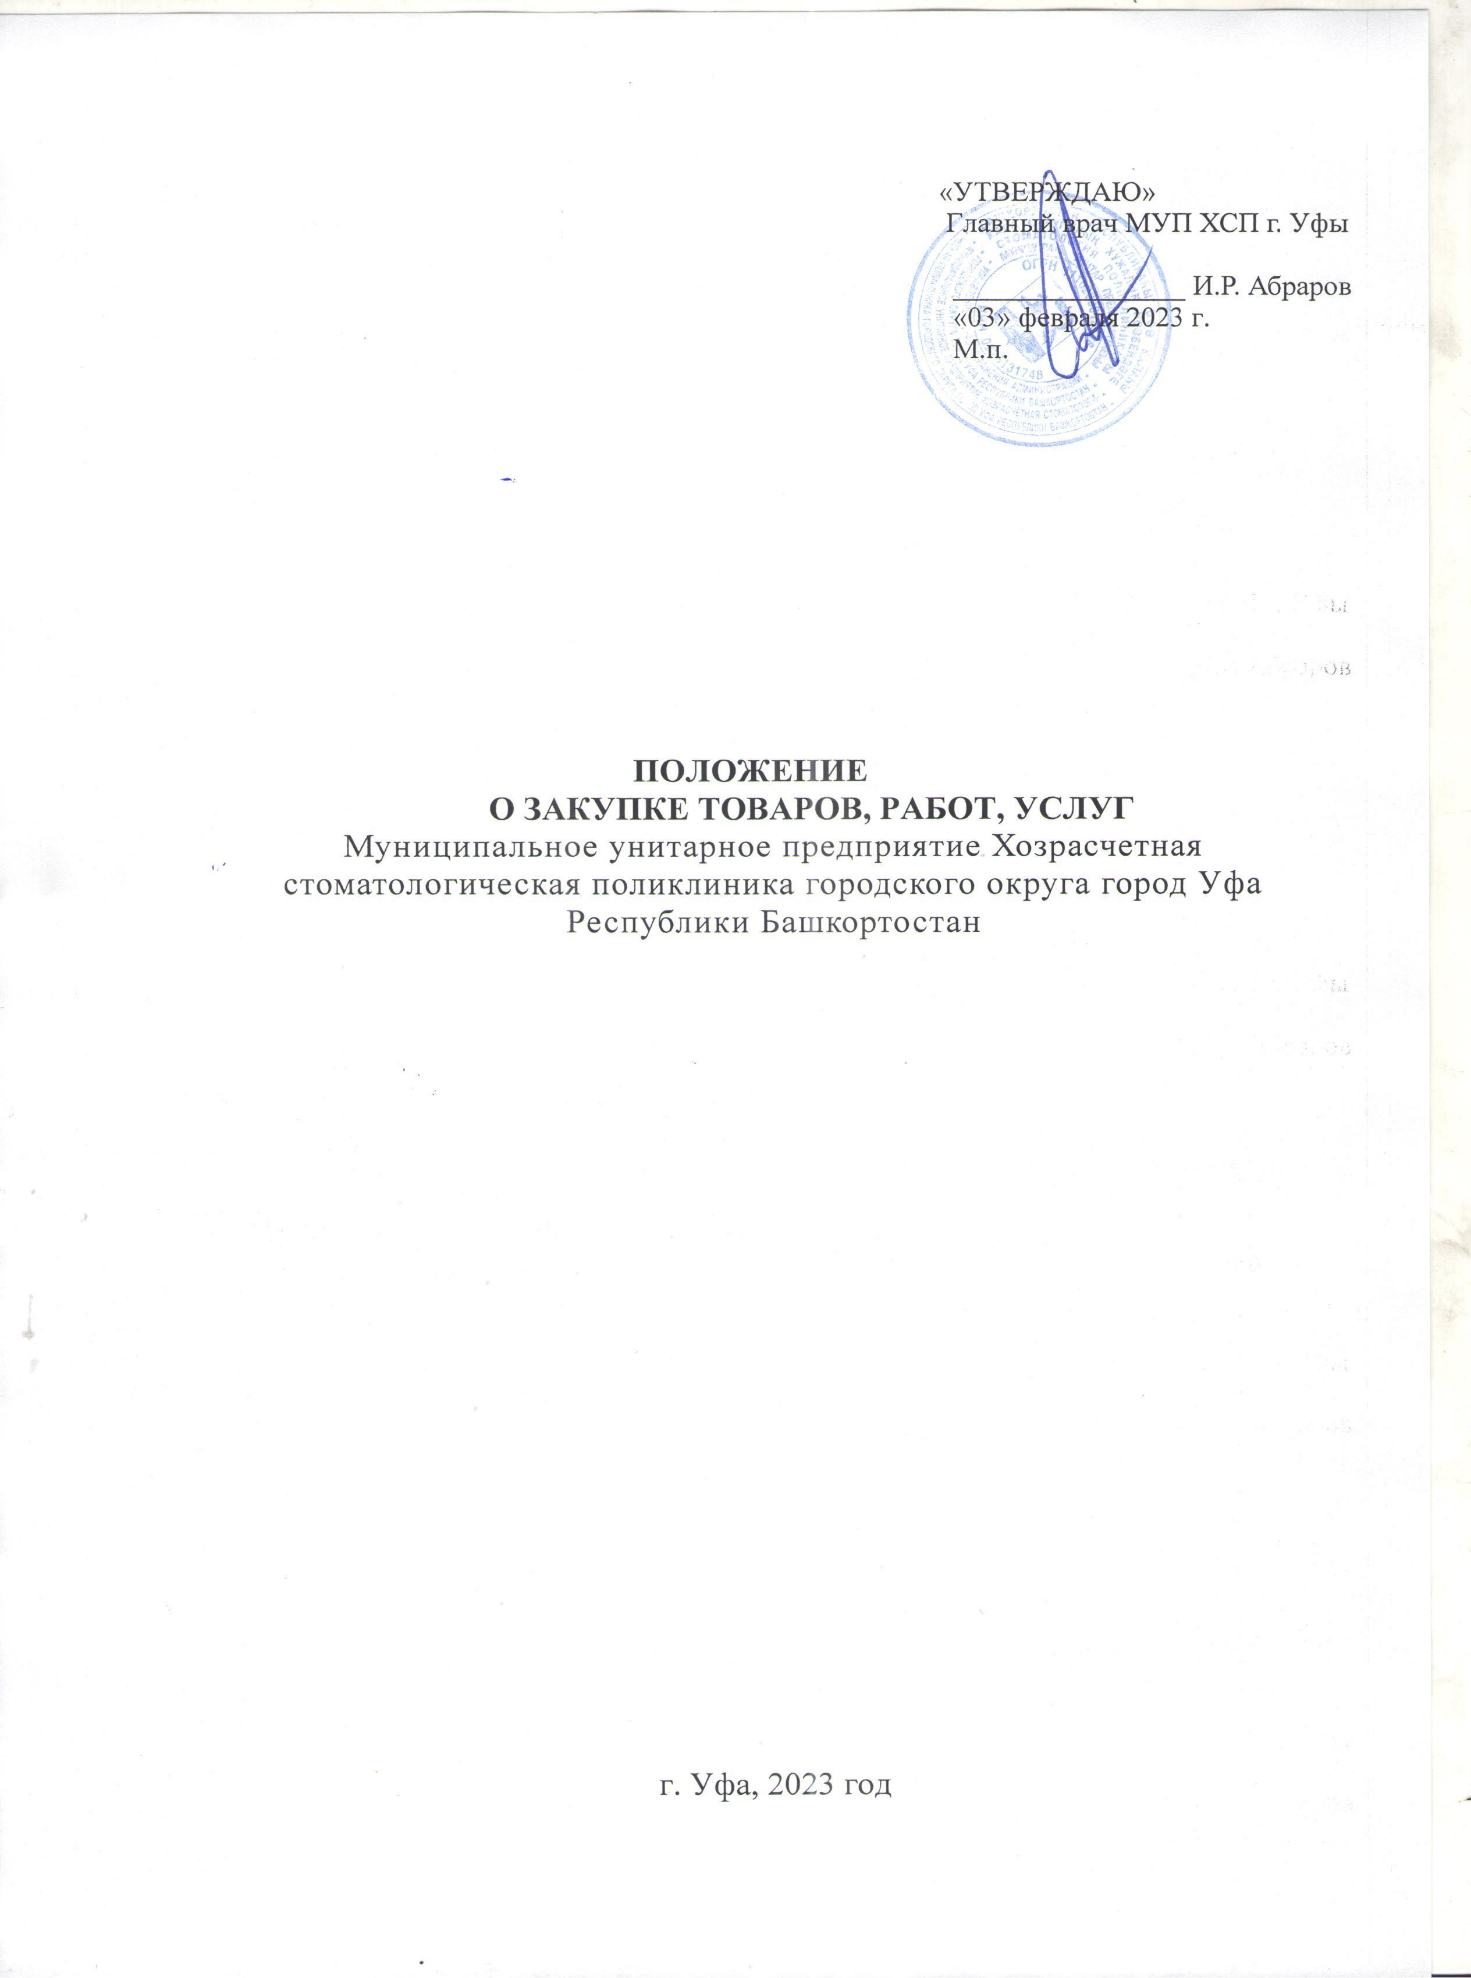 «УТВЕРЖДАЮ»
Главный врач МУП ХСП г. Уфы
____________ И.Р. Абраров
«03» февраля 2023 г.
М.п.
ПОЛОЖЕНИЕ
О ЗАКУПКЕ ТОВАРОВ, РАБОТ, УСЛУГ
Муниципальное унитарное предприятие Хозрасчетная
стоматологическая поликлиника городского округа город Уфа
Республики Башкортостан
г. Уфа, 2023 год